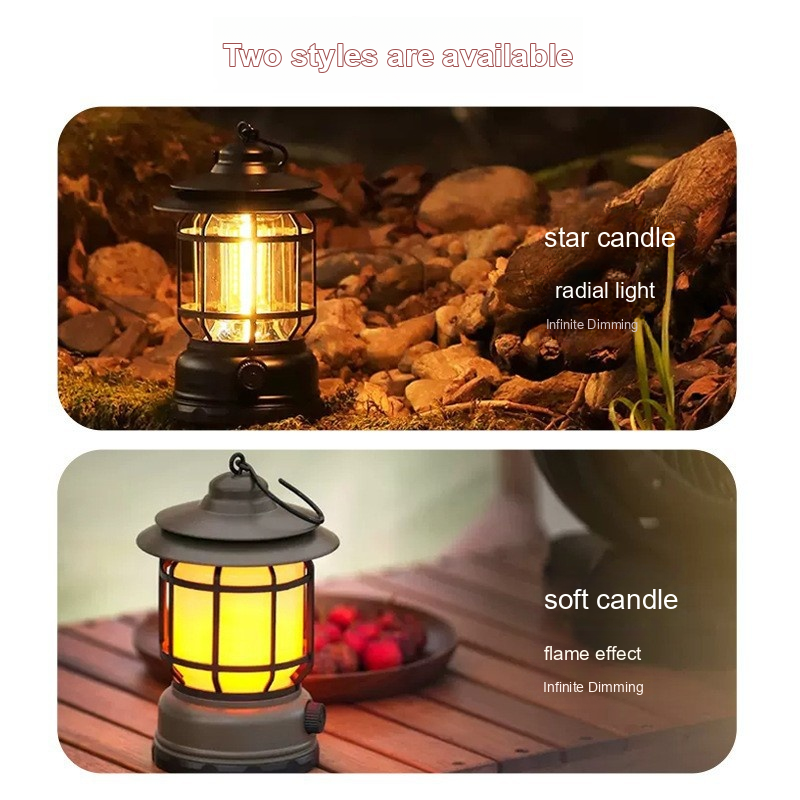 Two styles are available
star candle
radial light
Infinite Dimming
soft candle
flame effect
Infinite Dimming